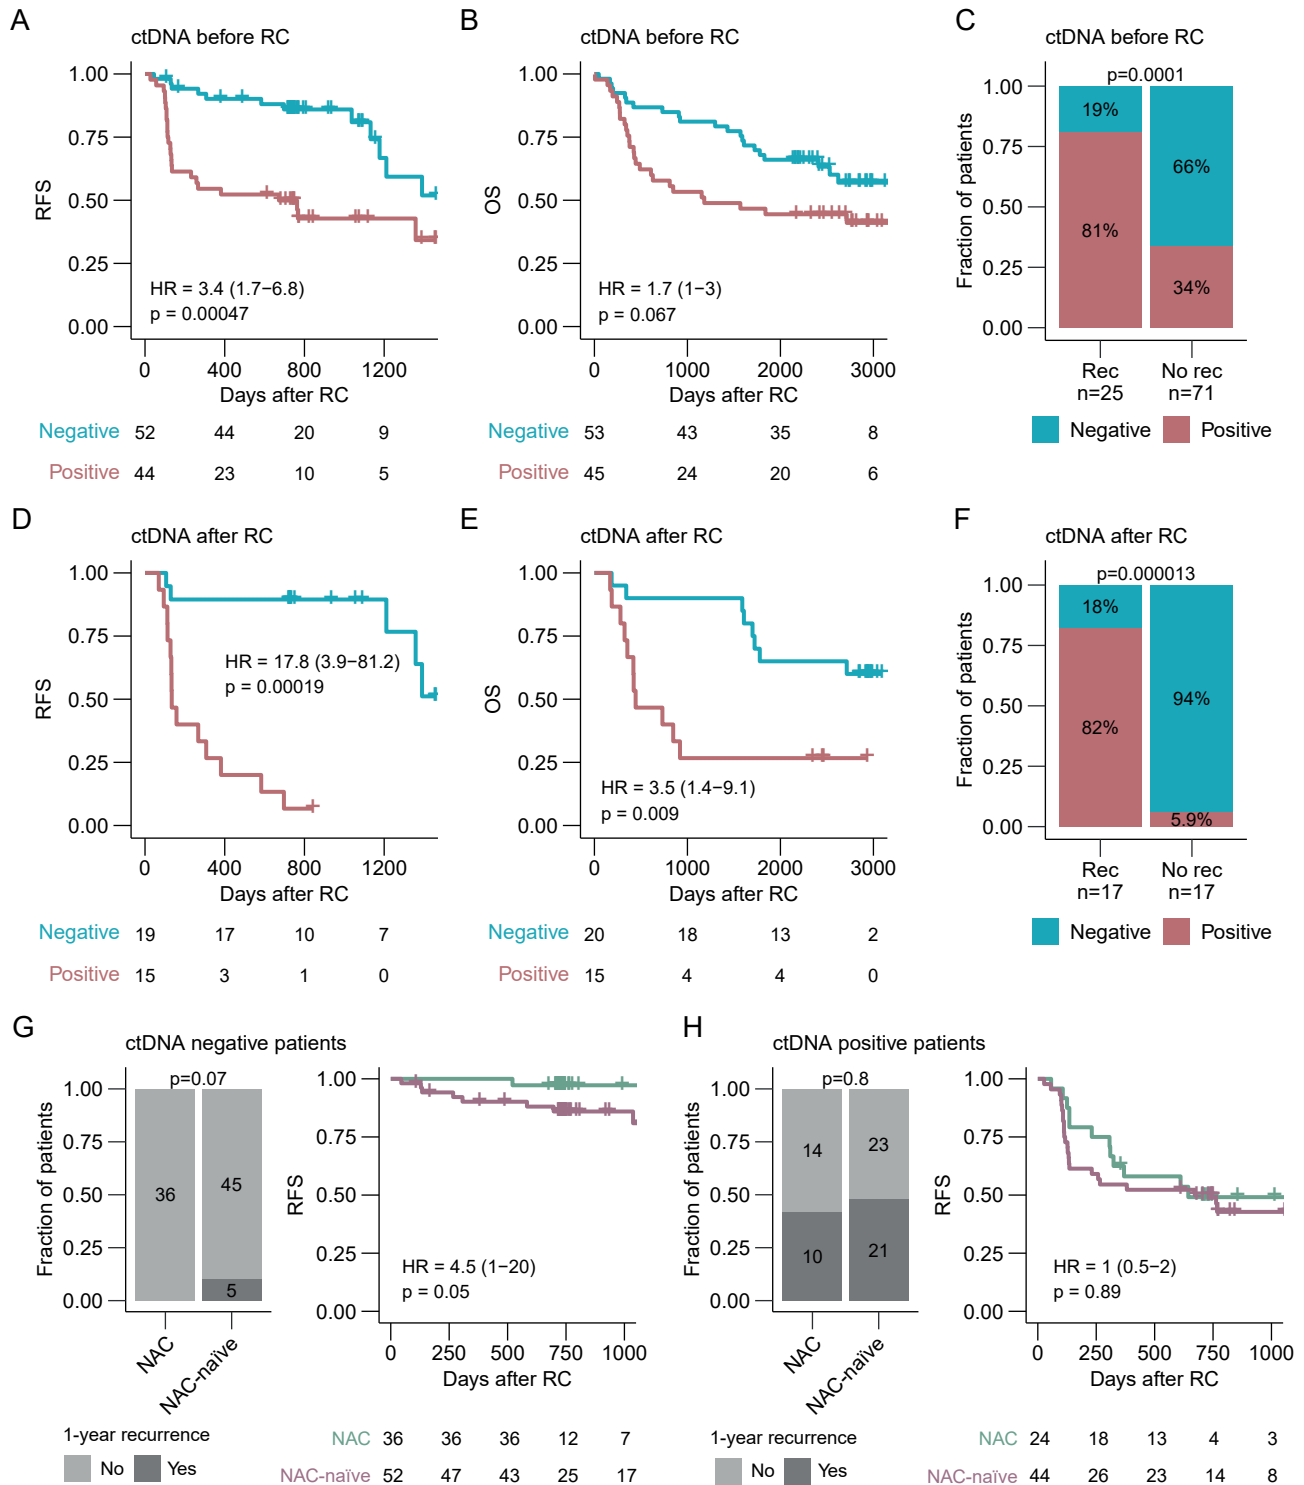 A
ctDNA before RC
1.00
0.75
0.50
0.25
0.00
RFS
HR = 3.4 (1.7−6.8)
p = 0.00047
0 400 800 1200
Days after RC
Negative 52 44 20 9
Positive 44 23 10 5
B
ctDNA before RC
1.00
0.75
0.50
0.25
0.00
OS
HR = 1.7 (1−3)
p = 0.067
0 1000 2000 3000
Days after RC
Negative 53 43 35 8
Positive 45 24 20 6
C
ctDNA before RC
p=0.0001
1.00
0.75
0.50
0.25
0.00
Fraction of patients
19%
66%
81%
34%
Rec No rec
n=25 n=71
Negative Positive
D
ctDNA after RC
1.00
0.75
0.50
0.25
0.00
RFS
HR = 17.8 (3.9−81.2)
p = 0.00019
0 400 800 1200
Days after RC
Negative 19 17 10 7
Positive 15 3 1 0
E
ctDNA after RC
1.00
0.75
0.50
0.25
0.00
OS
HR = 3.5 (1.4−9.1)
p = 0.009
0 1000 2000 3000
Days after RC
Negative 20 18 13 2
Positive 15 4 4 0
F
ctDNA after RC
p=0.000013
1.00
0.75
0.50
0.25
0.00
Fraction of patients
18%
94%
82%
5.9%
Rec No rec
n=17 n=17
Negative Positive
G
ctDNA negative patients
p=0.07
1.00
0.75
0.50
0.25
0.00
Fraction of patients
36 45
5
NAC NAC-naïve
1-year recurrence
No Yes
1.00
0.75
0.50
0.25
0.00
RFS
HR = 4.5 (1−20)
p = 0.05
0 250 500 750 1000
Days after RC
NAC 36 36 36 12 7
NAC-naïve 52 47 43 25 17
H
ctDNA positive patients
p=0.8
1.00
0.75
0.50
0.25
0.00
Fraction of patients
14 23
10 21
NAC NAC-naïve
1-year recurrence
No Yes
1.00
0.75
0.50
0.25
0.00
RFS
HR = 1 (0.5−2)
p = 0.89
0 250 500 750 1000
Days after RC
NAC 24 18 13 4 3
NAC-naïve 44 26 23 14 8